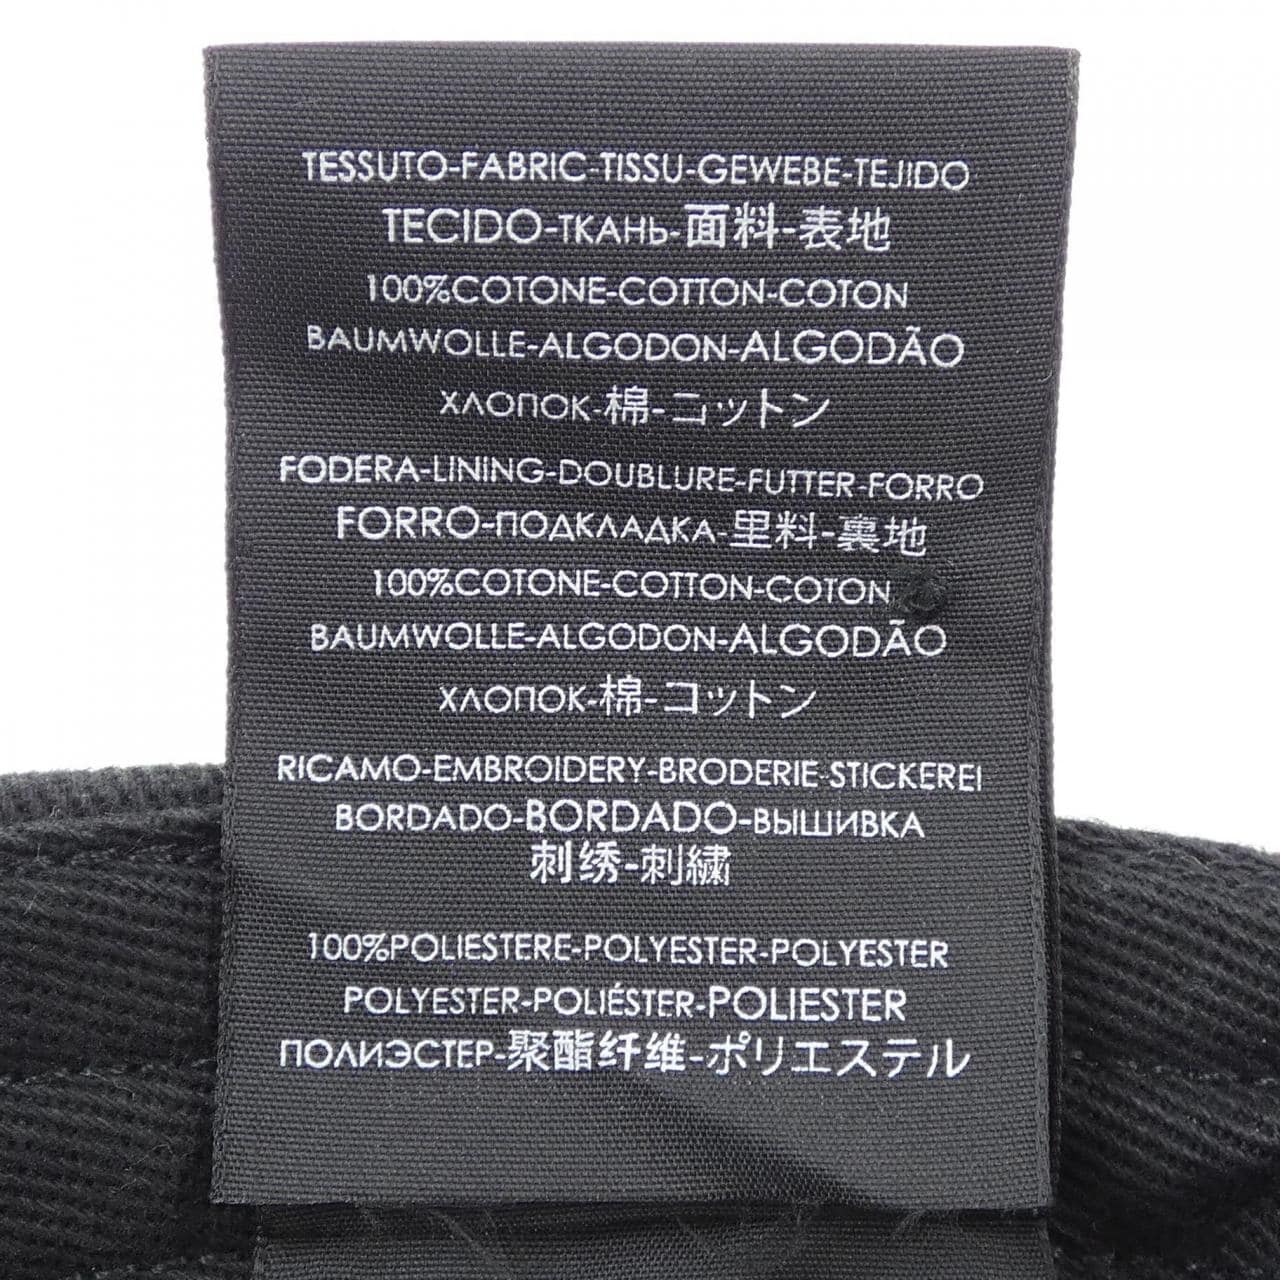 TESSUTO-FABRIC-TISSU-GEWEBE-TEJIDO
TECIDO-ТКАНЬ-面料-表地
100%COTONE-COTTON-COTON
BAUMWOLLE-ALGODON-ALGODÃO
ХЛОПОК-棉-コットン
FODERA-LINING-DOUBLURE-FUTTER-FORRO
FORRO-ПОДКЛАДКА-里料-裏地
100%COTONE-COTTON-COTON
BAUMWOLLE-ALGODON-ALGODÃO
ХЛОПОК-棉-コットン
RICAMO-EMBROIDERY-BRODERIE-STICKEREI
BORDADO-BORDADO-ВЫШИВКА
刺绣-刺繍
100%POLIESTERE-POLYESTER-POLYESTER
POLYESTER-POLIÉSTER-POLIESTER
ПОЛИЭСТЕР-聚酯纤维-ポリエステル